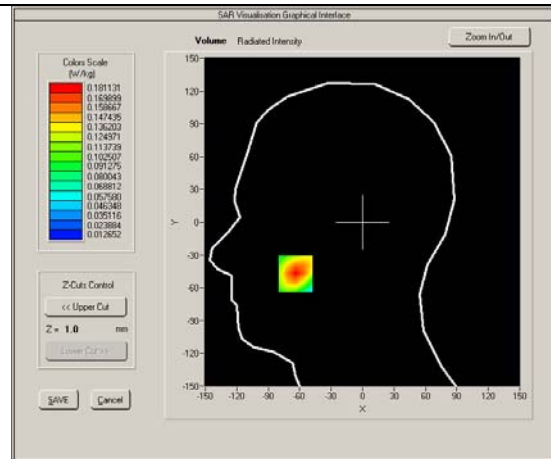 SAR Visualisation Graphical Interface
Volume Radiated Intensity
Zoom In/Out
Colors Scale
(W/kg)
0.181131
0.169899
0.158667
0.147435
0.136203
0.124971
0.113739
0.102507
0.091275
0.080043
0.068812
0.057580
0.046348
0.035116
0.023884
0.012652
Z-Cuts Control
<< Upper Cut
Z = 1.0 mm
Lower Cut >>
SAVE Cancel
150
120
90
60
30
0
-30
-60
-90
-120
-150
Y
-150 -120 -90 -60 -30 0 30 60 90 120 150
X